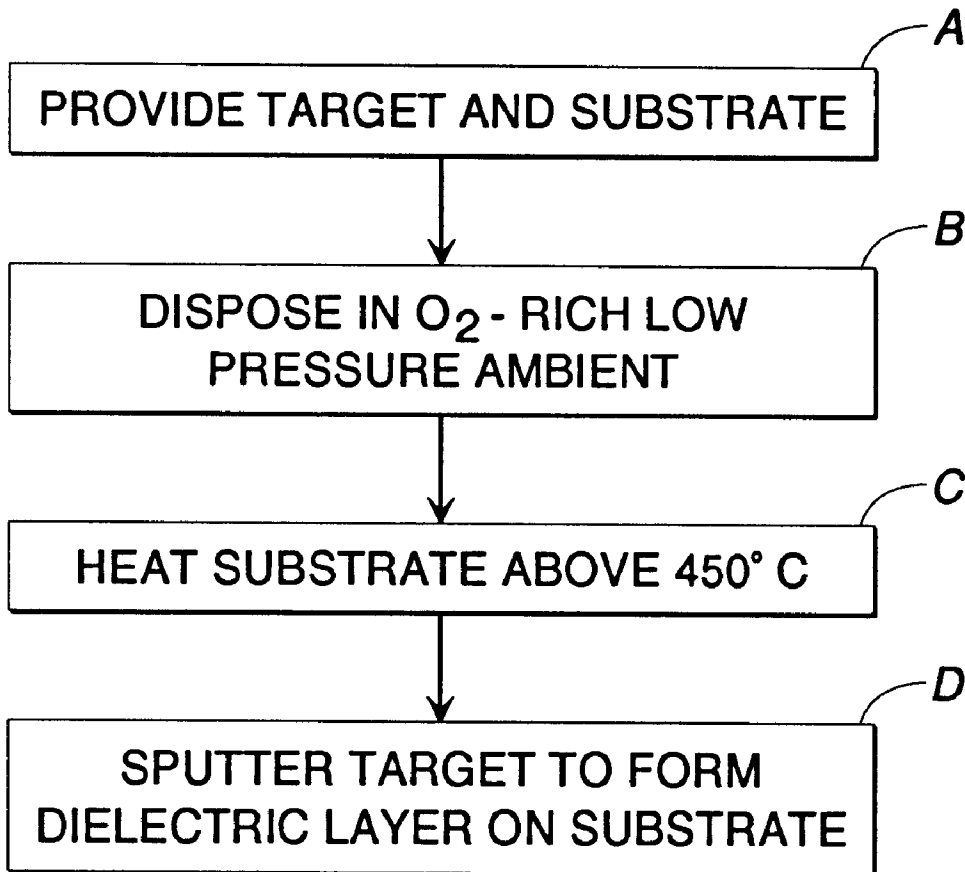 A
PROVIDE TARGET AND SUBSTRATE
B
DISPOSE IN O₂- RICH LOW
PRESSURE AMBIENT
C
HEAT SUBSTRATE ABOVE 450° C
D
SPUTTER TARGET TO FORM
DIELECTRIC LAYER ON SUBSTRATE